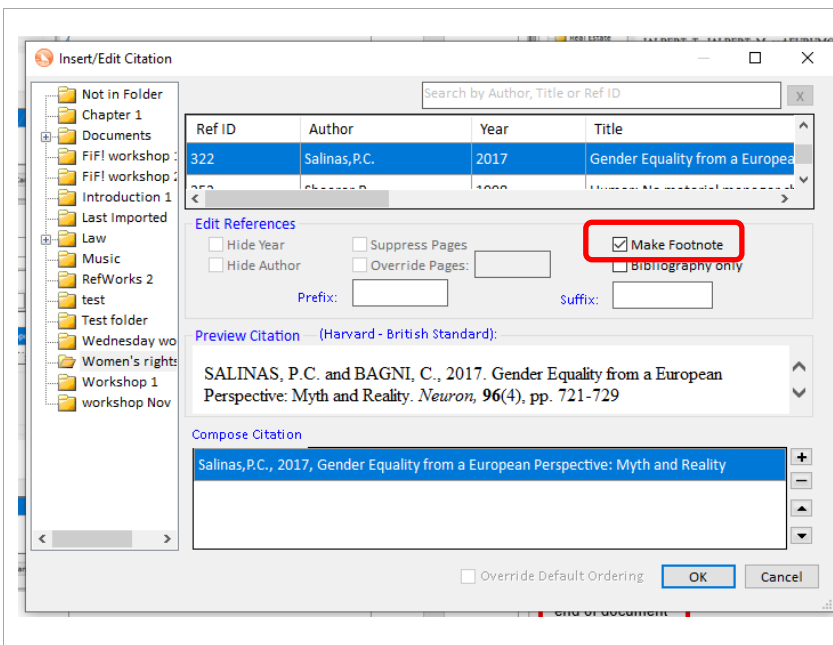 Real Estate
Insert/Edit Citation
Search by Author, Title or Ref ID
X
Not in Folder
Chapter 1
Documents
FiF! workshop
FiF! workshop
Introduction 1
Last Imported
Law
Music
RefWorks 2
test
Test folder
Wednesday wo
Women's rights
Workshop 1
workshop Nov
Ref ID Author Year Title
322 Salinas,P.C. 2017 Gender Equality from a Europea
Edit References
Hide Year Suppress Pages Make Footnote
Hide Author Override Pages: Bibliography only
Prefix: Suffix:
Preview Citation (Harvard - British Standard):
SALINAS, P.C. and BAGNI, C., 2017. Gender Equality from a European
Perspective: Myth and Reality. Neuron, 96(4), pp. 721-729
Compose Citation
Salinas,P.C., 2017, Gender Equality from a European Perspective: Myth and Reality
Override Default Ordering OK Cancel
end of document